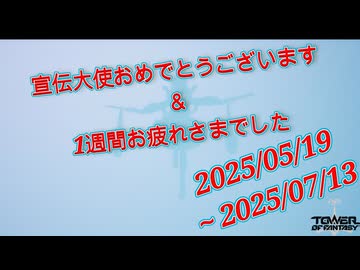 宣伝大使おめでとうございます
&
1週間お疲れさまでした
2025/05/19
~ 2025/07/13
TOWER
OF FANTASY